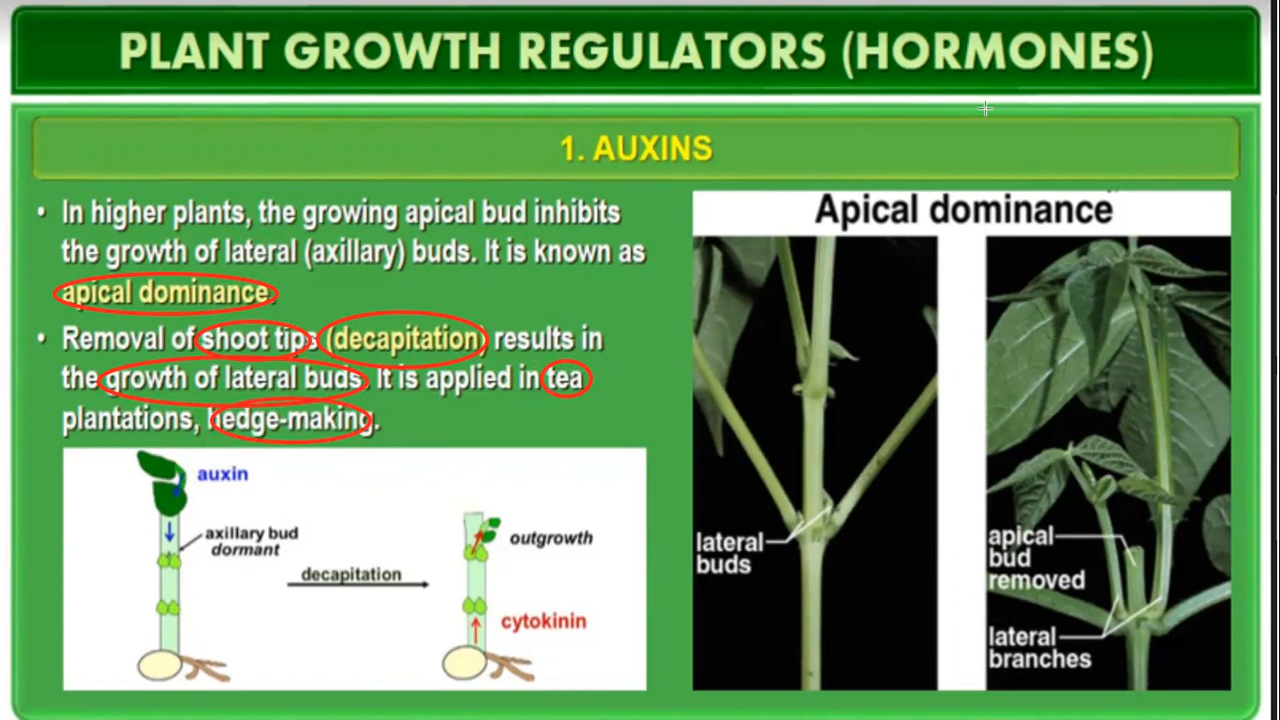 PLANT GROWTH REGULATORS (HORMONES)
1. AUXINS
• In higher plants, the growing apical bud inhibits
the growth of lateral (axillary) buds. It is known as
apical dominance
• Removal of shoot tips (decapitation) results in
the growth of lateral buds. It is applied in tea
plantations, hedge-making.
auxin
axillary bud
dormant
decapitation
outgrowth
cytokinin
Apical dominance
lateral
buds
apical
bud
removed
lateral
branches